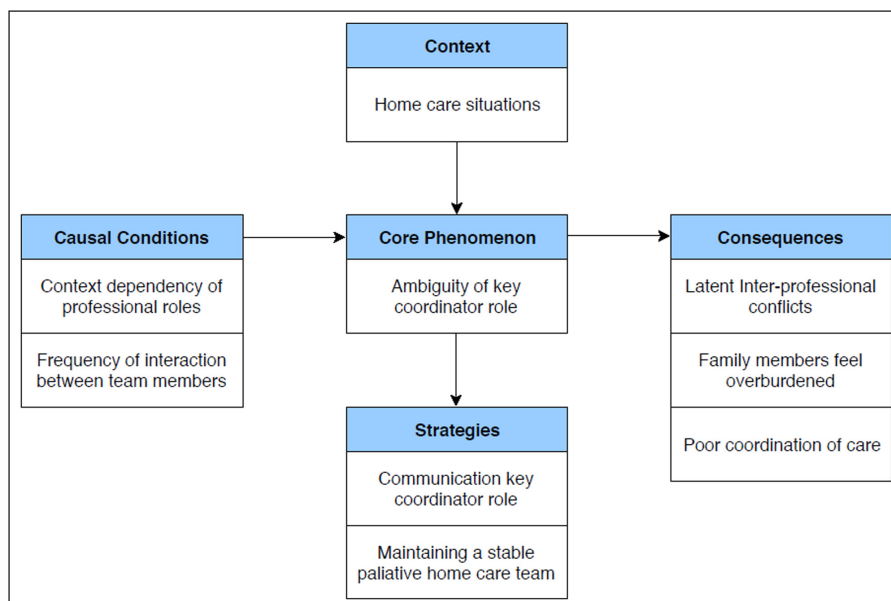 Context
Home care situations
Causal Conditions
Context dependency of
professional roles
Frequency of interaction
between team members
Core Phenomenon
Ambiguity of key
coordinator role
Consequences
Latent Inter-professional
conflicts
Family members feel
overburdened
Poor coordination of care
Strategies
Communication key
coordinator role
Maintaining a stable
paliative home care team